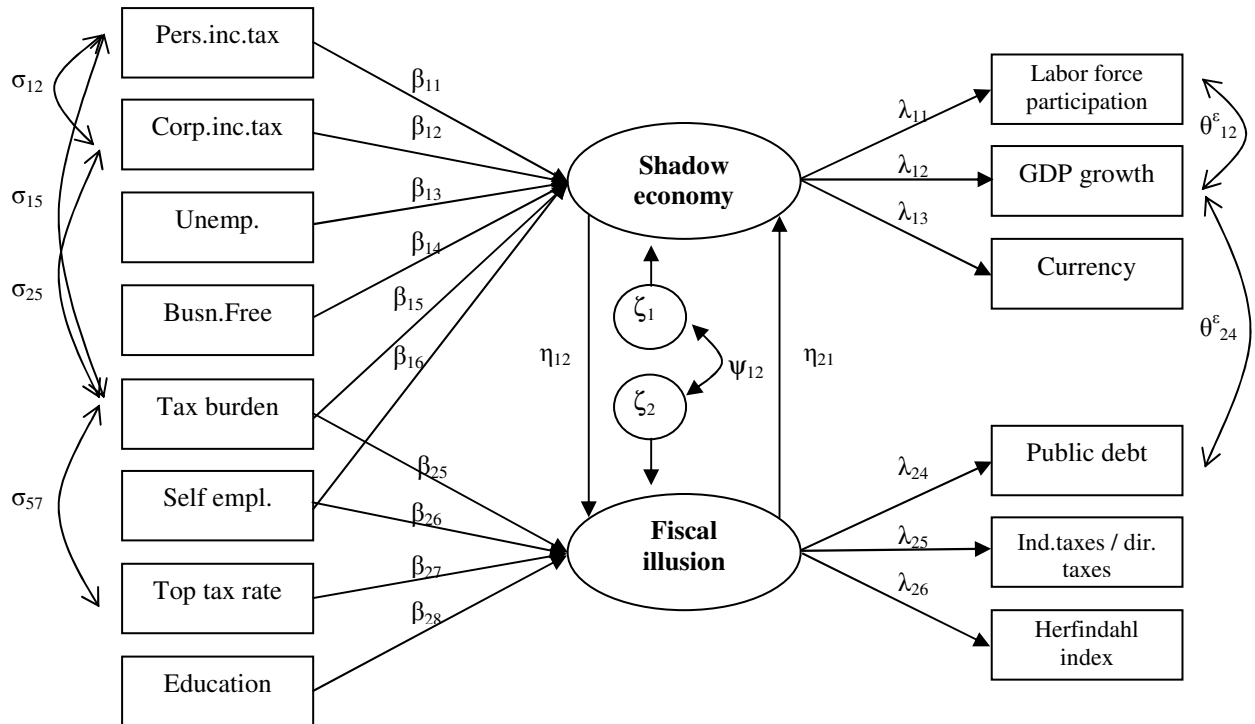 Pers.inc.tax
Corp.inc.tax
Unemp.
Busn.Free
Tax burden
Self empl.
Top tax rate
Education
σ₁₂
σ₁₅
σ₂₅
σ₅₇
β₁₁
β₁₂
β₁₃
β₁₄
β₁₅
β₁₆
β₂₅
β₂₆
β₂₇
β₂₈
Shadow
economy
ζ₁
ζ₂
η₁₂
ψ₁₂
η₂₁
Fiscal
illusion
λ₁₁
λ₁₂
λ₁₃
λ₂₄
λ₂₅
λ₂₆
Labor force
participation
GDP growth
Currency
Public debt
Ind.taxes / dir.
taxes
Herfindahl
index
θᵋ₁₂
θᵋ₂₄